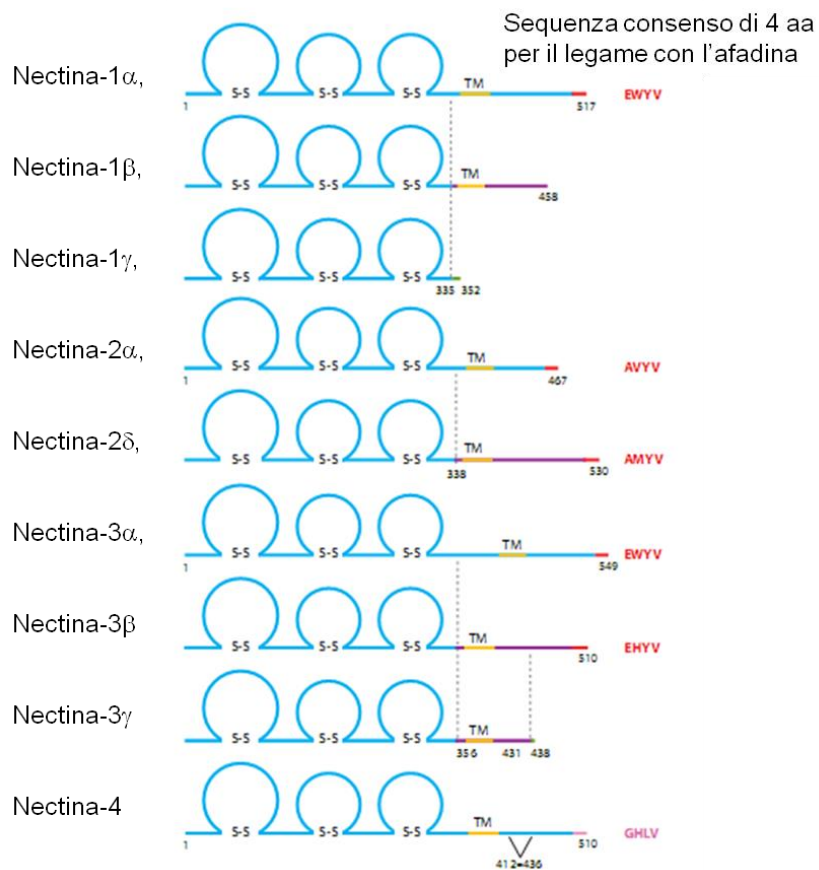 Sequenza consenso di 4 aa
per il legame con l'afadina
Nectina-1α,
S-S S-S S-S TM
1 517 EWYV
Nectina-1β,
S-S S-S S-S TM
458
Nectina-1γ,
S-S S-S S-S
335 352
Nectina-2α,
S-S S-S S-S TM
1 467 AVYV
Nectina-2δ,
S-S S-S S-S TM
338 530 AMYV
Nectina-3α,
S-S S-S S-S TM
1 549 EWYV
Nectina-3β
S-S S-S S-S TM
510 EHYV
Nectina-3γ
S-S S-S S-S TM
356 431 438
Nectina-4
S-S S-S S-S TM
1 510 GHLV
412-436